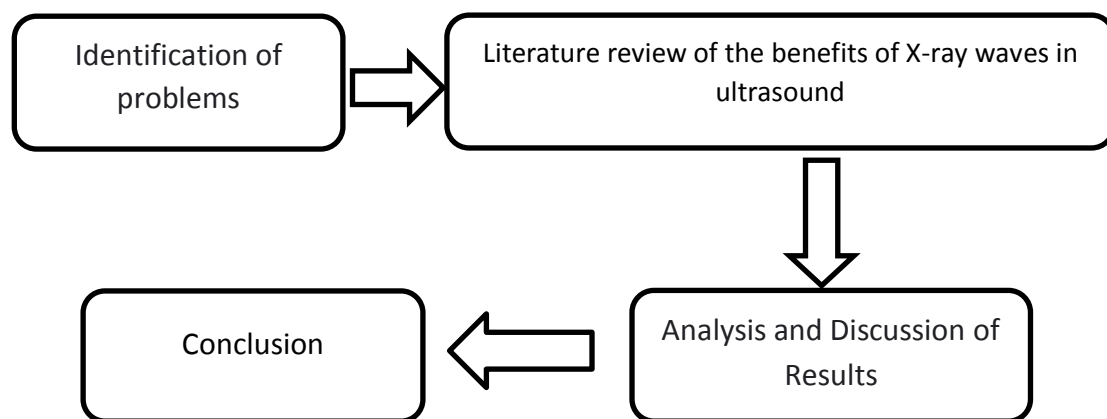 Identification of
problems
Literature review of the benefits of X-ray waves in
ultrasound
Analysis and Discussion of
Results
Conclusion